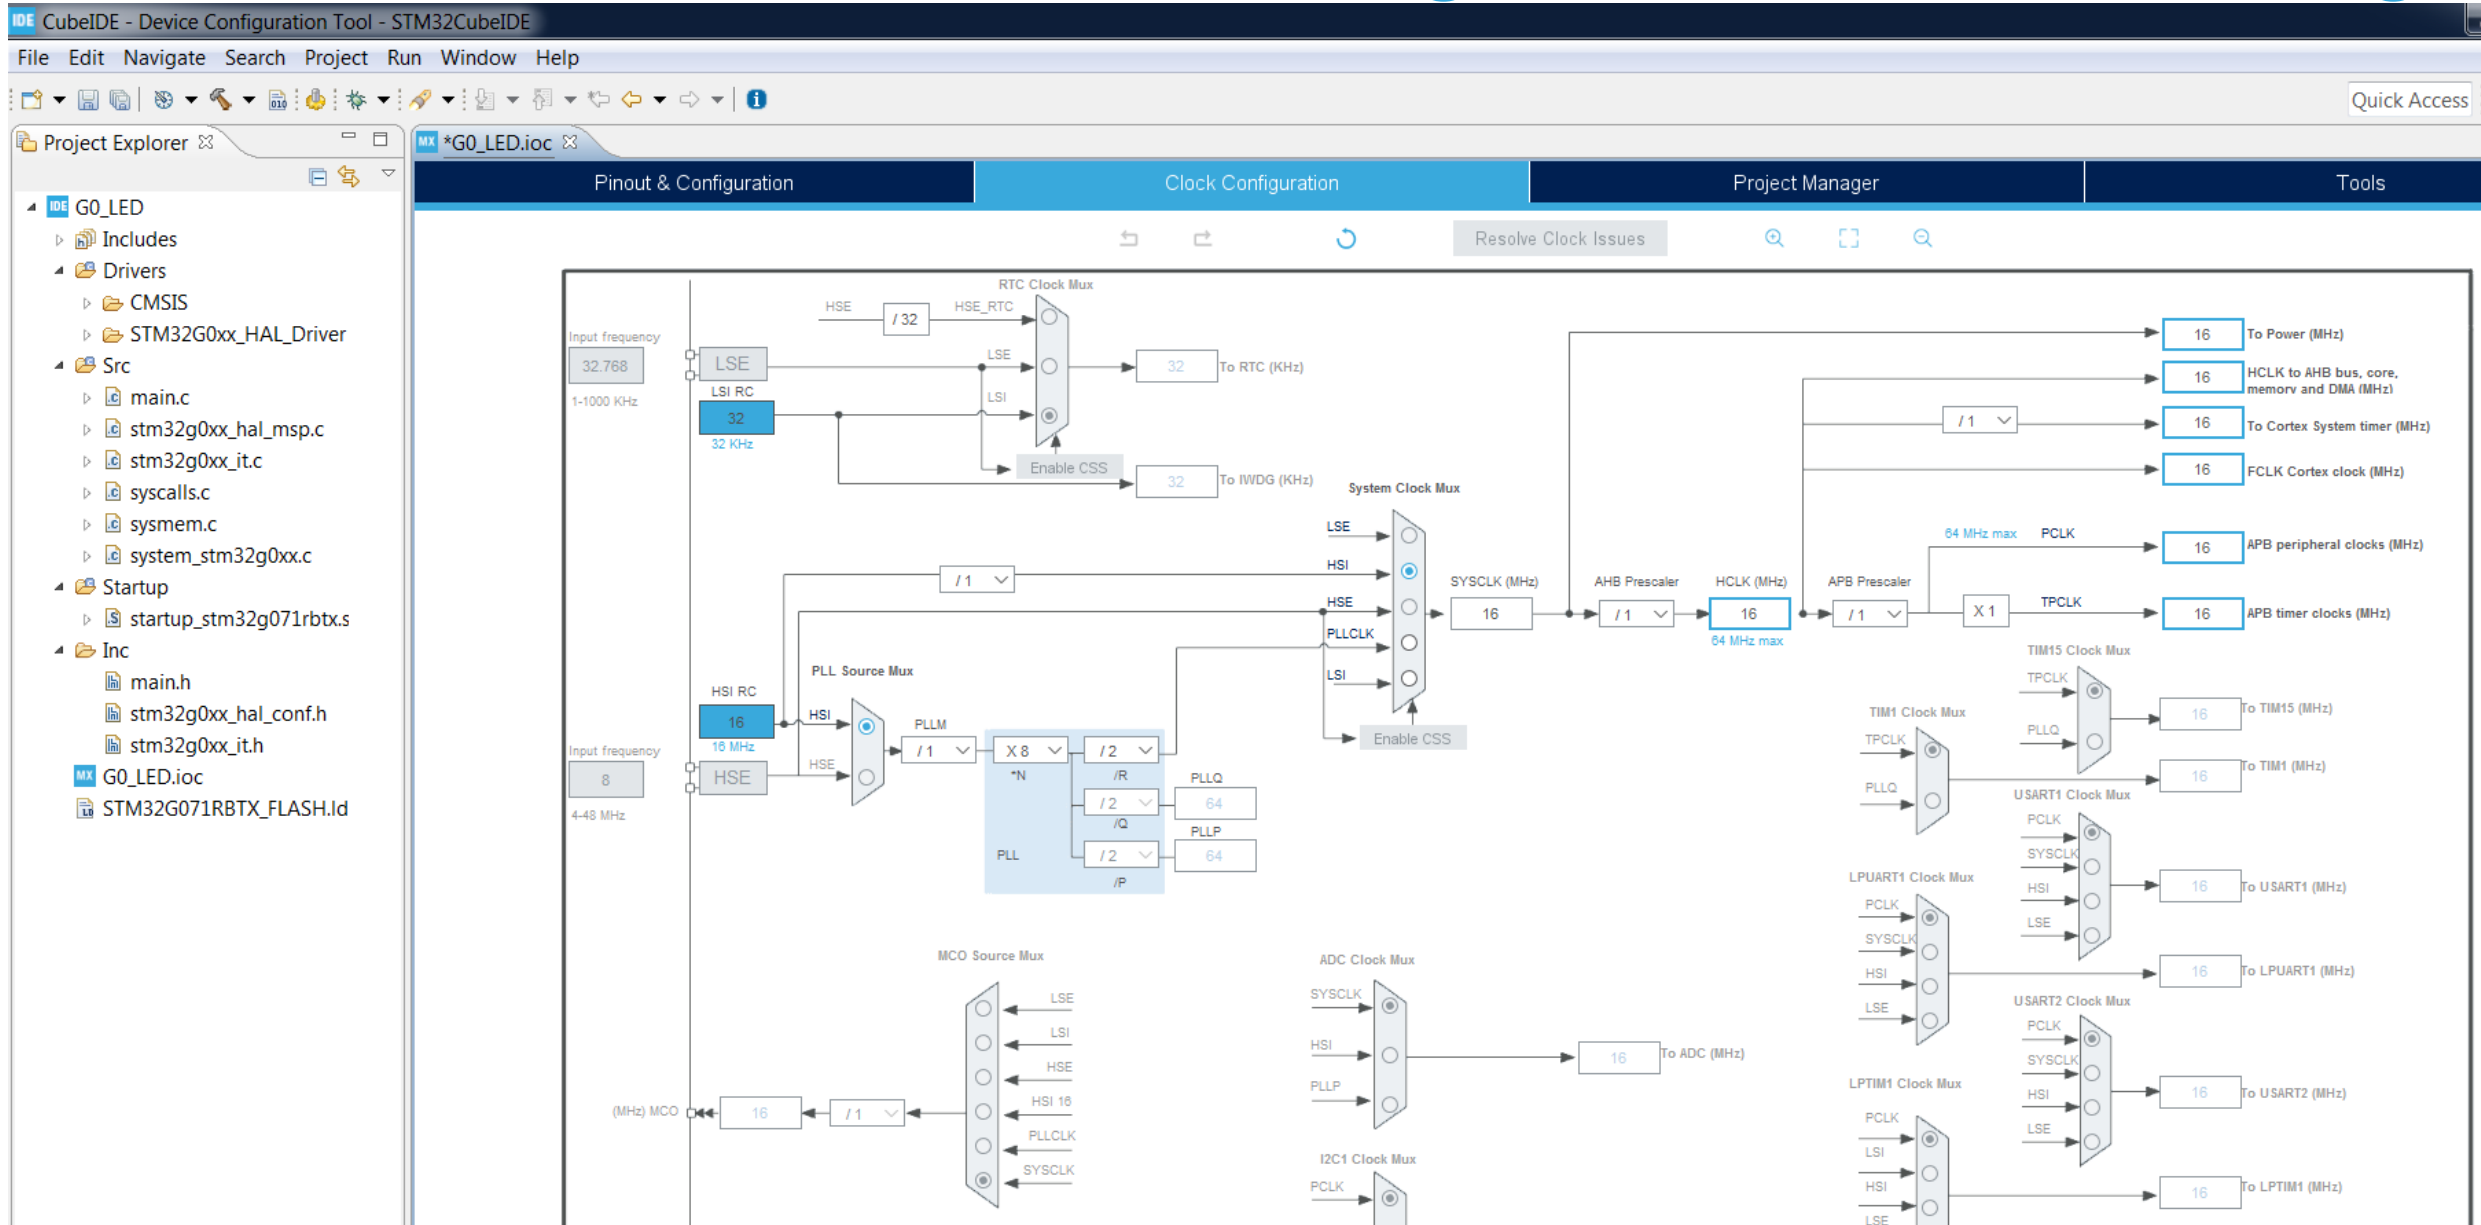 IDE CubeIDE - Device Configuration Tool - STM32CubeIDE
File Edit Navigate Search Project Run Window Help
010
Quick Access
Project Explorer
MX *G0_LED.ioc
Pinout & Configuration
Clock Configuration
Project Manager
Tools
Resolve Clock Issues
IDE G0_LED
Includes
Drivers
CMSIS
STM32G0xx_HAL_Driver
Src
main.c
stm32g0xx_hal_msp.c
stm32g0xx_it.c
syscalls.c
sysmem.c
system_stm32g0xx.c
Startup
startup_stm32g071rbtx.s
Inc
main.h
stm32g0xx_hal_conf.h
stm32g0xx_it.h
MX G0_LED.ioc
STM32G071RBTX_FLASH.ld
RTC Clock Mux
HSE
/ 32
HSE_RTC
Input frequency
32.768
1-1000 KHz
LSE
LSE
32
To RTC (KHz)
LSI RC
32
32 KHz
LSI
Enable CSS
32
To IWDG (KHz)
System Clock Mux
LSE
HSI
HSE
PLLCLK
LSI
/ 1
Enable CSS
SYSCLK (MHz)
16
AHB Prescaler
/ 1
HCLK (MHz)
16
64 MHz max
APB Prescaler
/ 1
X 1
64 MHz max
PCLK
TPCLK
16
To Power (MHz)
16
HCLK to AHB bus, core,
memory and DMA (MHz)
/ 1
16
To Cortex System timer (MHz)
16
FCLK Cortex clock (MHz)
16
APB peripheral clocks (MHz)
16
APB timer clocks (MHz)
PLL Source Mux
HSI RC
16
16 MHz
HSI
HSE
Input frequency
8
4-48 MHz
HSE
PLLM
/ 1
X 8
*N
/ 2
/R
/ 2
/Q
/ 2
/P
PLL
PLLQ
64
PLLP
64
TIM15 Clock Mux
TPCLK
PLLQ
16
To TIM15 (MHz)
TIM1 Clock Mux
TPCLK
PLLQ
16
To TIM1 (MHz)
USART1 Clock Mux
PCLK
SYSCLK
HSI
LSE
16
To USART1 (MHz)
LPUART1 Clock Mux
PCLK
SYSCLK
HSI
LSE
16
To LPUART1 (MHz)
USART2 Clock Mux
PCLK
SYSCLK
HSI
LSE
16
To USART2 (MHz)
LPTIM1 Clock Mux
PCLK
LSI
HSI
LSE
16
To LPTIM1 (MHz)
MCO Source Mux
LSE
LSI
HSE
HSI 16
PLLCLK
SYSCLK
(MHz) MCO
16
/ 1
ADC Clock Mux
SYSCLK
HSI
PLLP
16
To ADC (MHz)
I2C1 Clock Mux
PCLK